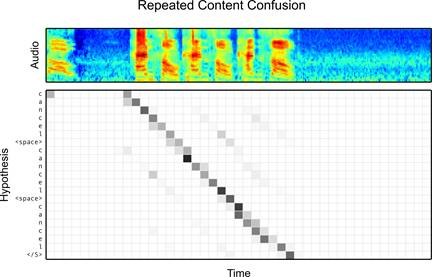 Repeated Content Confusion
Audio
Hypothesis
c
a
n
c
e
l
<space>
c
a
n
c
e
l
<space>
c
a
n
c
e
l
</S>
Time